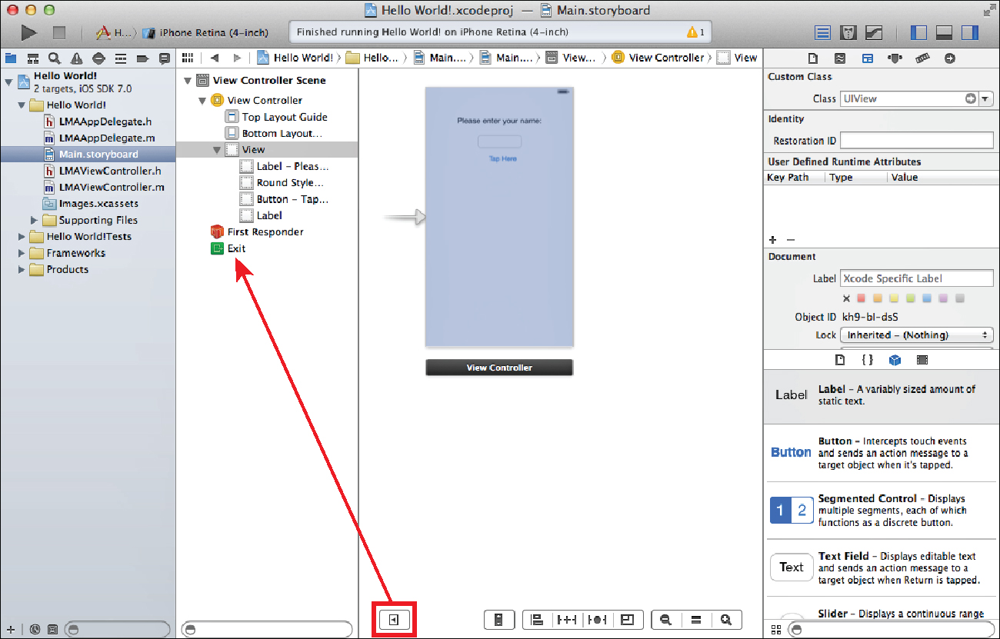 Hello World!.xcodeproj — Main.storyboard
H... iPhone Retina (4-inch)
Finished running Hello World! on iPhone Retina (4-inch)
1
Hello World! Hello... Main.... Main.... View... View Controller View
Hello World!
2 targets, iOS SDK 7.0
Hello World!
LMAAppDelegate.h
LMAAppDelegate.m
Main.storyboard
LMAViewController.h
LMAViewController.m
Images.xcassets
Supporting Files
Hello World!Tests
Frameworks
Products
View Controller Scene
View Controller
Top Layout Guide
Bottom Layout...
View
Label – Pleas...
Round Style...
Button – Tap...
Label
First Responder
Exit
Please enter your name:
Tap Here
View Controller
Custom Class
Class UIView
Identity
Restoration ID
User Defined Runtime Attributes
Key Path Type Value
Document
Label Xcode Specific Label
Object ID kh9-bI-dsS
Lock Inherited – (Nothing)
Label
Label – A variably sized amount of
static text.
Button
Button – Intercepts touch events
and sends an action message to a
target object when it's tapped.
1 2
Segmented Control – Displays
multiple segments, each of which
functions as a discrete button.
Text
Text Field – Displays editable text
and sends an action message to a
target object when Return is tapped.
Slider – Displays a continuous range